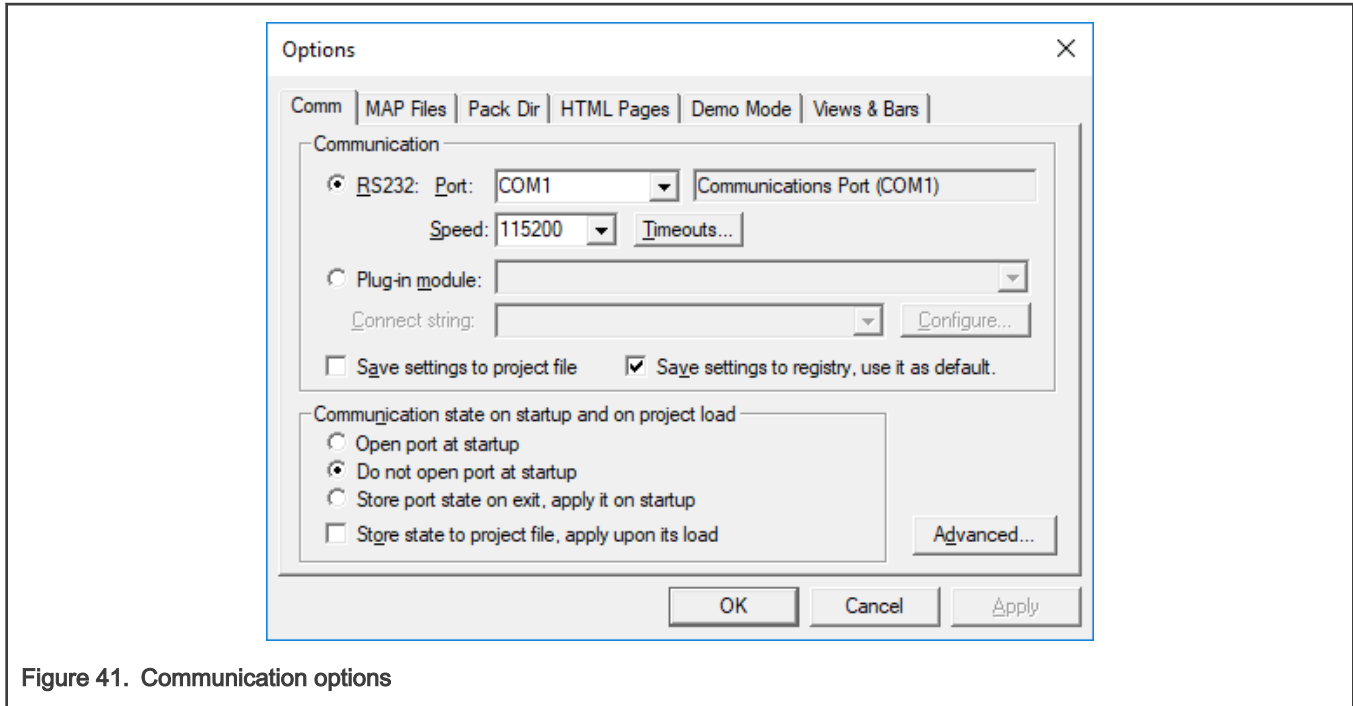 Options
Comm MAP Files Pack Dir HTML Pages Demo Mode Views & Bars
Communication
RS232: Port: COM1 Communications Port (COM1)
Speed: 115200 Timeouts...
Plug-in module:
Connect string: Configure...
Save settings to project file Save settings to registry, use it as default.
Communication state on startup and on project load
Open port at startup
Do not open port at startup
Store port state on exit, apply it on startup
Store state to project file, apply upon its load Advanced...
OK Cancel Apply
Figure 41. Communication options